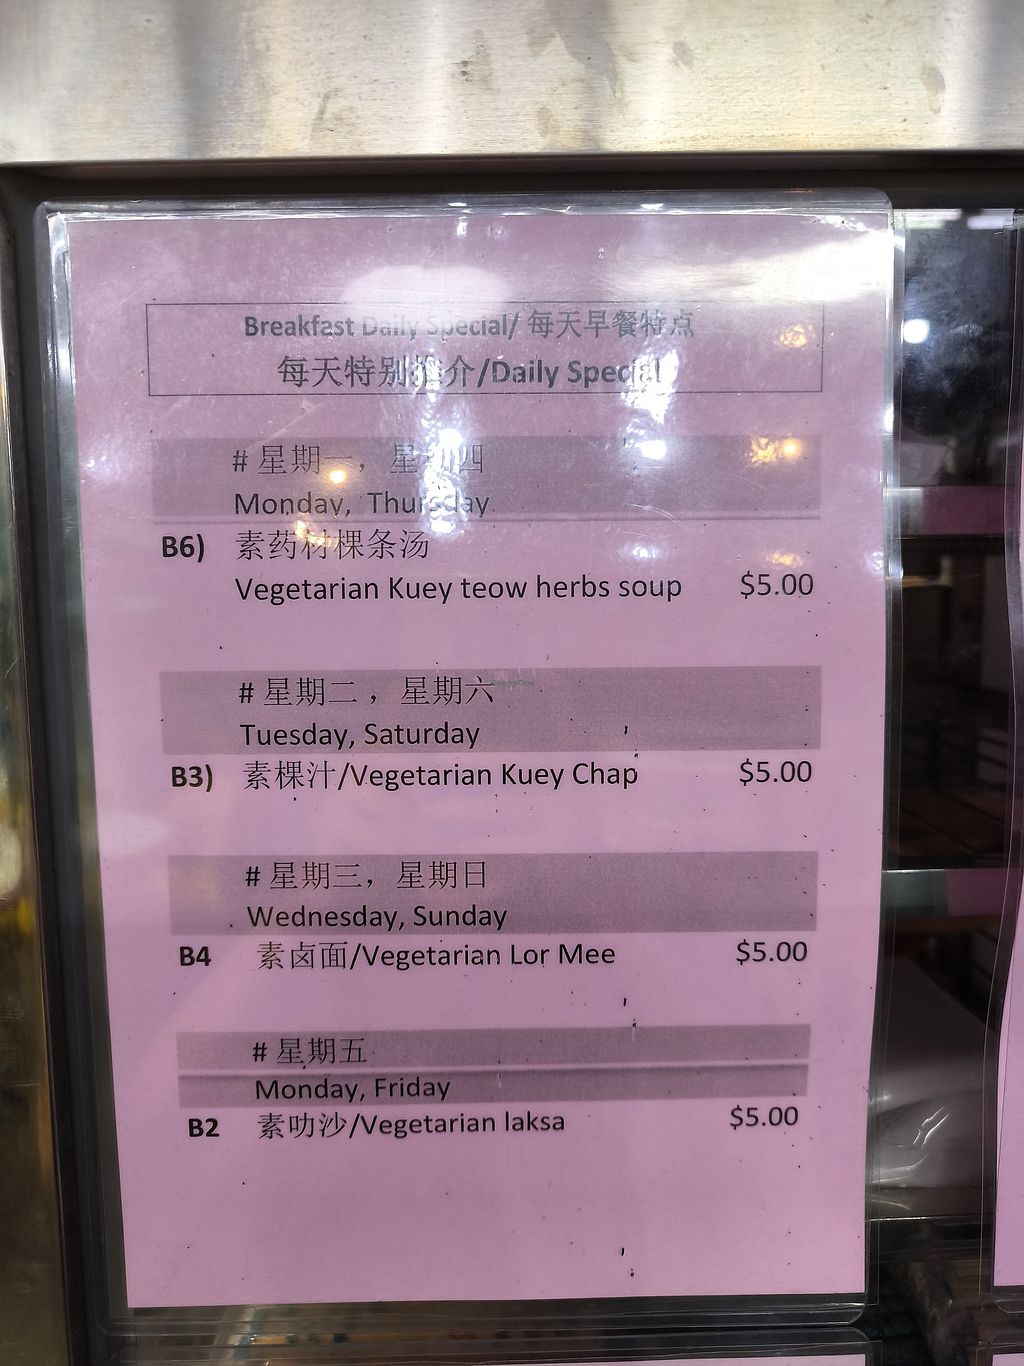 Breakfast Daily Special/ 每天早餐特点
每天特别推介/Daily Special
# 星期一，星期四
Monday, Thursday
B6) 素药材粿条汤
Vegetarian Kuey teow herbs soup $5.00
# 星期二，星期六
Tuesday, Saturday
B3) 素粿汁/Vegetarian Kuey Chap $5.00
# 星期三，星期日
Wednesday, Sunday
B4 素卤面/Vegetarian Lor Mee $5.00
# 星期五
Monday, Friday
B2 素叻沙/Vegetarian laksa $5.00